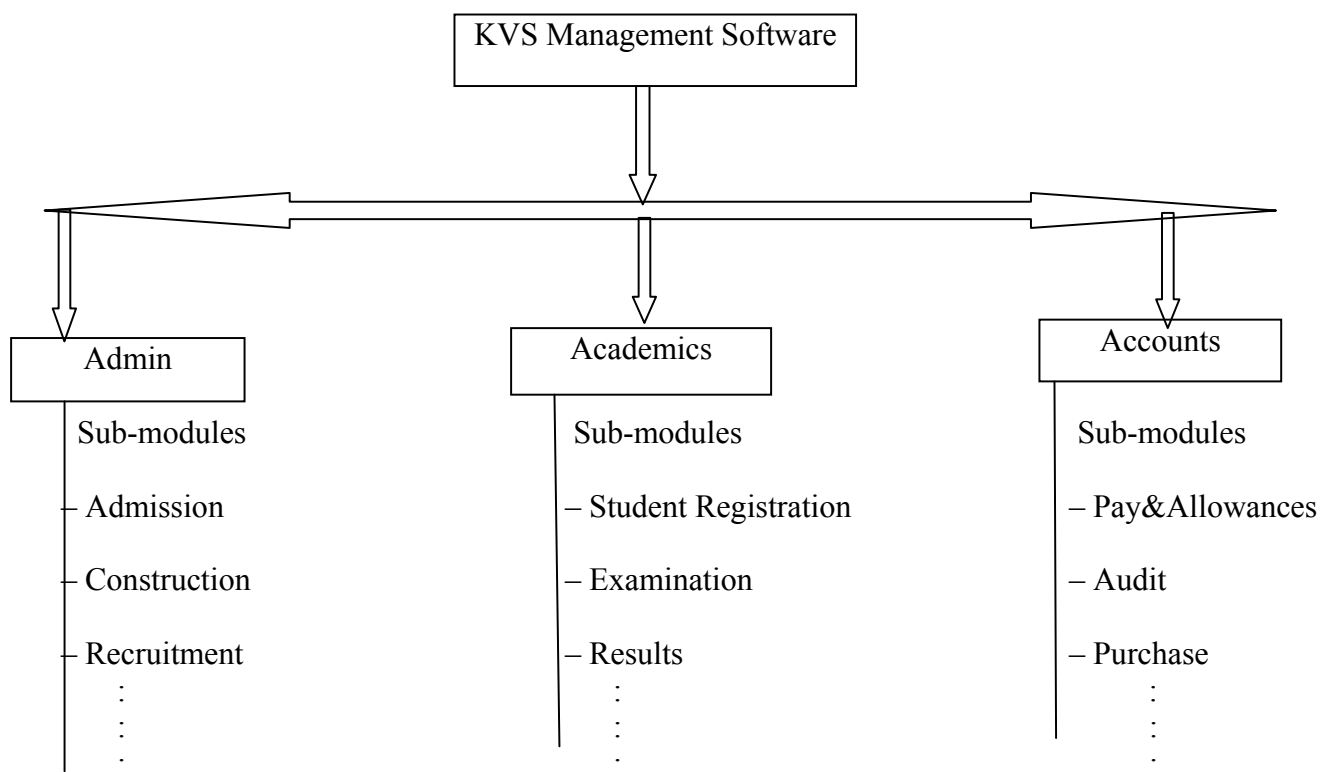 KVS Management Software
Admin
Sub-modules
– Admission
– Construction
– Recruitment
Academics
Sub-modules
– Student Registration
– Examination
– Results
Accounts
Sub-modules
– Pay&Allowances
– Audit
– Purchase